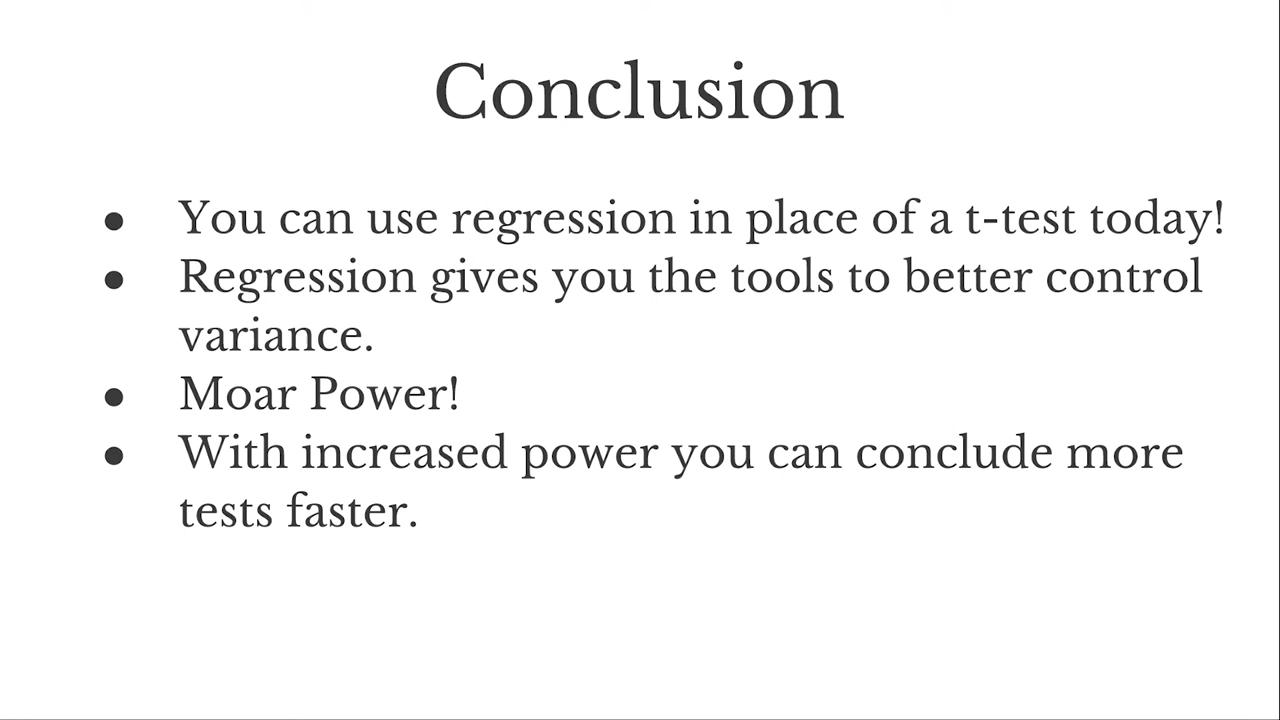 Conclusion
● You can use regression in place of a t-test today!
● Regression gives you the tools to better control
variance.
● Moar Power!
● With increased power you can conclude more
tests faster.